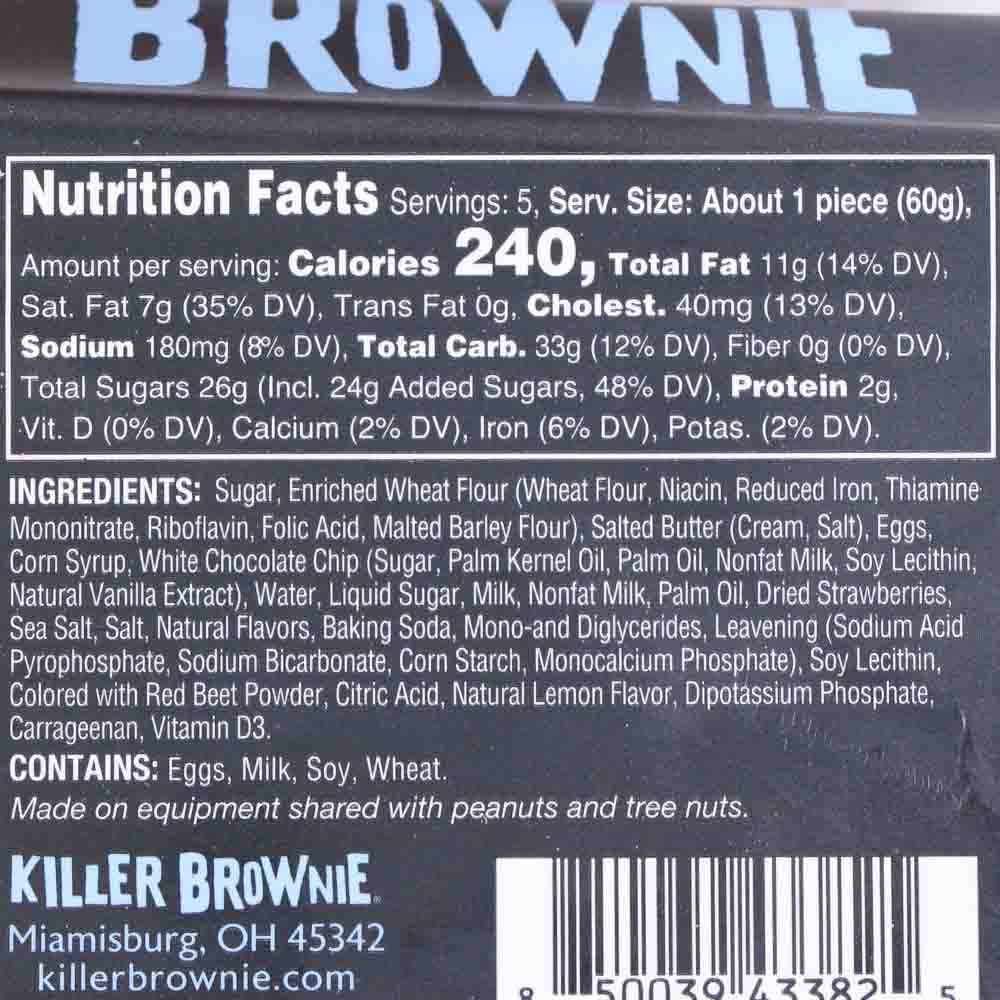 BROWNIE
Nutrition Facts Servings: 5, Serv. Size: About 1 piece (60g),
Amount per serving: Calories 240, Total Fat 11g (14% DV),
Sat. Fat 7g (35% DV), Trans Fat 0g, Cholest. 40mg (13% DV),
Sodium 180mg (8% DV), Total Carb. 33g (12% DV), Fiber 0g (0% DV),
Total Sugars 26g (Incl. 24g Added Sugars, 48% DV), Protein 2g,
Vit. D (0% DV), Calcium (2% DV), Iron (6% DV), Potas. (2% DV).
INGREDIENTS: Sugar, Enriched Wheat Flour (Wheat Flour, Niacin, Reduced Iron, Thiamine
Mononitrate, Riboflavin, Folic Acid, Malted Barley Flour), Salted Butter (Cream, Salt), Eggs,
Corn Syrup, White Chocolate Chip (Sugar, Palm Kernel Oil, Palm Oil, Nonfat Milk, Soy Lecithin,
Natural Vanilla Extract), Water, Liquid Sugar, Milk, Nonfat Milk, Palm Oil, Dried Strawberries,
Sea Salt, Salt, Natural Flavors, Baking Soda, Mono-and Diglycerides, Leavening (Sodium Acid
Pyrophosphate, Sodium Bicarbonate, Corn Starch, Monocalcium Phosphate), Soy Lecithin,
Colored with Red Beet Powder, Citric Acid, Natural Lemon Flavor, Dipotassium Phosphate,
Carrageenan, Vitamin D3.
CONTAINS: Eggs, Milk, Soy, Wheat.
Made on equipment shared with peanuts and tree nuts.
KILLER BROWNIE®
Miamisburg, OH 45342
killerbrownie.com
8 50039 43382 5